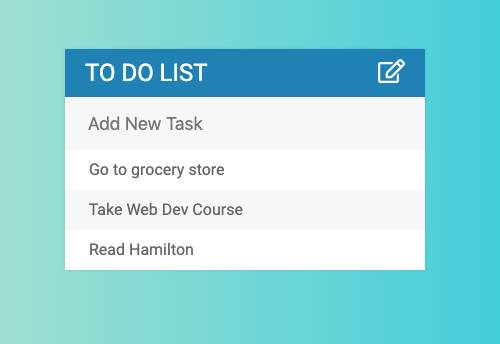 TO DO LIST
Add New Task
Go to grocery store
Take Web Dev Course
Read Hamilton